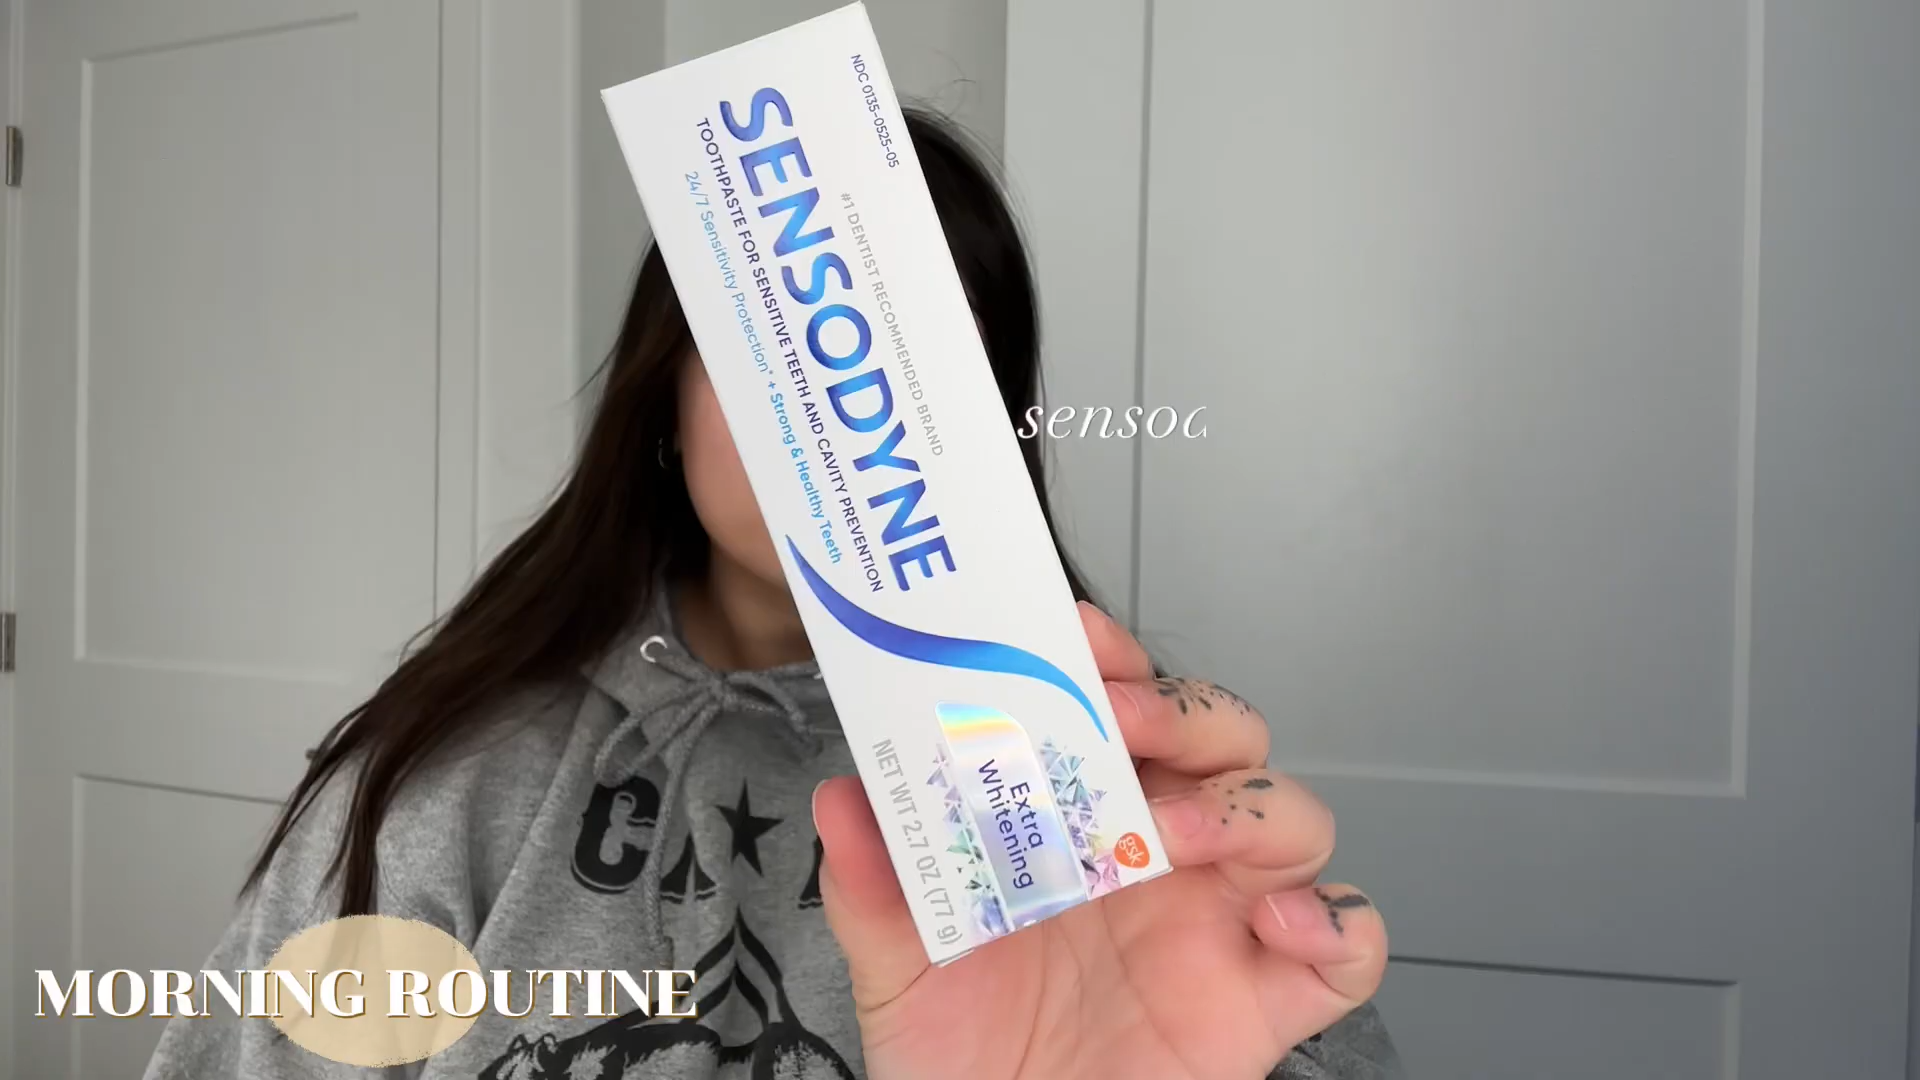 NDC 0135-0525-05
#1 DENTIST RECOMMENDED BRAND
SENSODYNE
TOOTHPASTE FOR SENSITIVE TEETH AND CAVITY PREVENTION
24/7 Sensitivity Protection* + Strong & Healthy Teeth
Extra
Whitening
gsk
NET WT 2.7 OZ (77 g)
sensod
MORNING ROUTINE